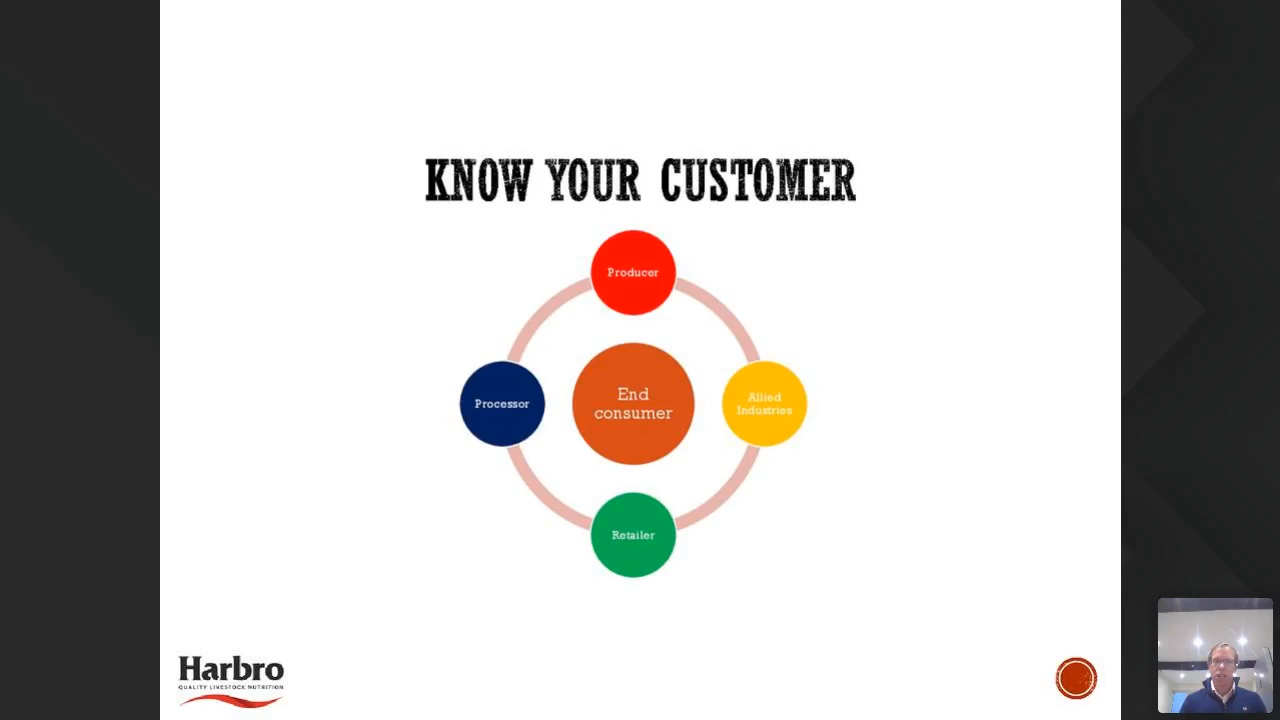 KNOW YOUR CUSTOMER
Producer
Processor
End
consumer
Allied
Industries
Retailer
Harbro
QUALITY LIVESTOCK NUTRITION